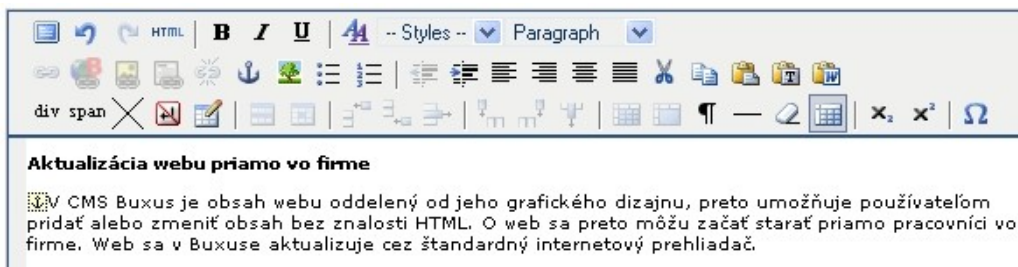 HTML B I U A -- Styles -- Paragraph
T W
div span ¶ x₂ x² Ω
Aktualizácia webu priamo vo firme
V CMS Buxus je obsah webu oddelený od jeho grafického dizajnu, preto umožňuje používateľom
pridať alebo zmeniť obsah bez znalosti HTML. O web sa preto môžu začať starať priamo pracovníci vo
firme. Web sa v Buxuse aktualizuje cez štandardný internetový prehliadač.